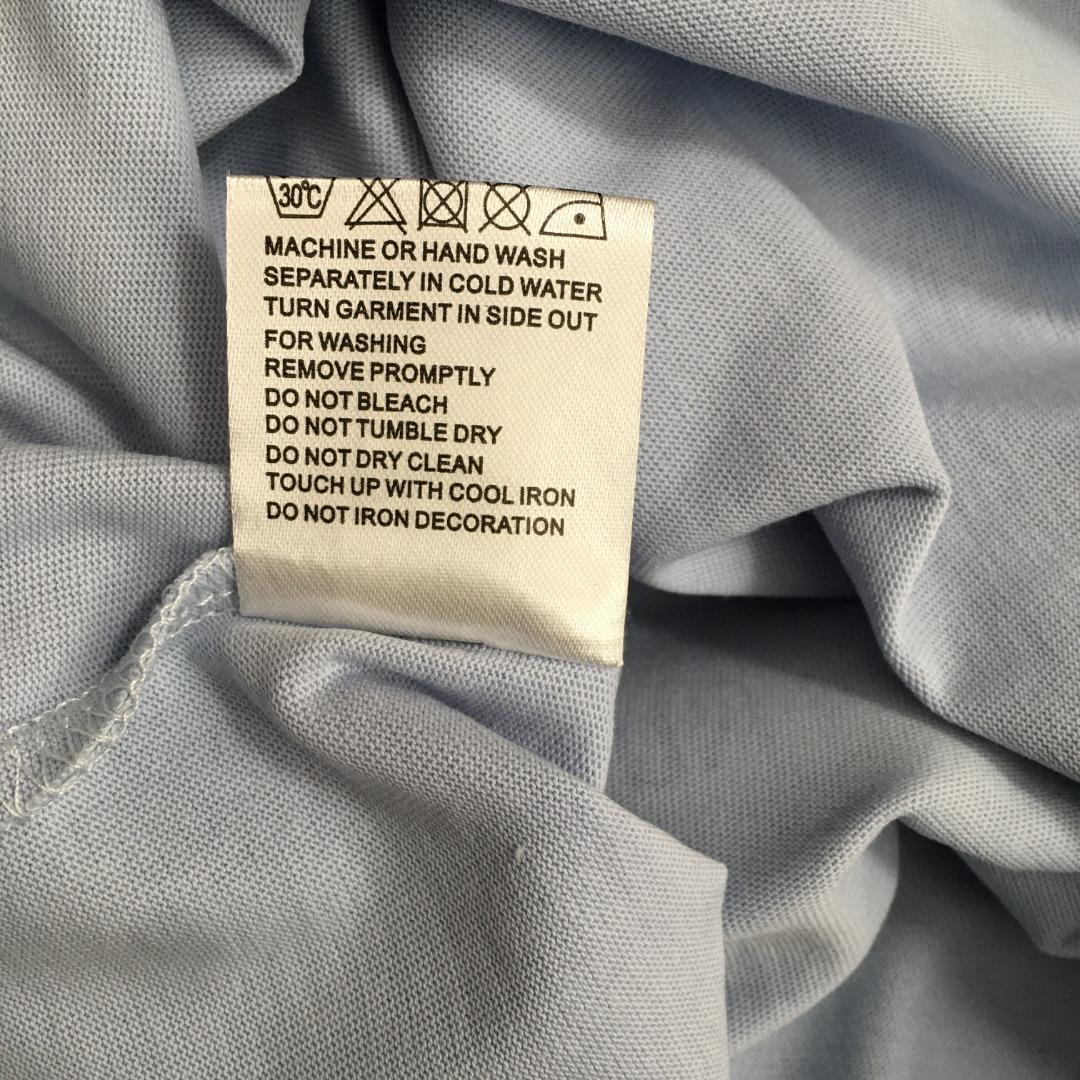 30℃
MACHINE OR HAND WASH
SEPARATELY IN COLD WATER
TURN GARMENT IN SIDE OUT
FOR WASHING
REMOVE PROMPTLY
DO NOT BLEACH
DO NOT TUMBLE DRY
DO NOT DRY CLEAN
TOUCH UP WITH COOL IRON
DO NOT IRON DECORATION